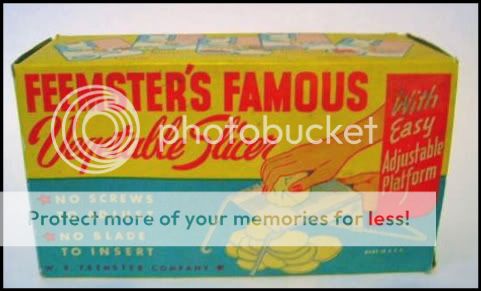 FEEMSTER'S FAMOUS
Vegetable Slicer
With
Easy
Adjustable
Platform
photobucket
★ NO SCREWS
Protect more of your memories for less!
★ NO BLADE
TO INSERT
COMPANY